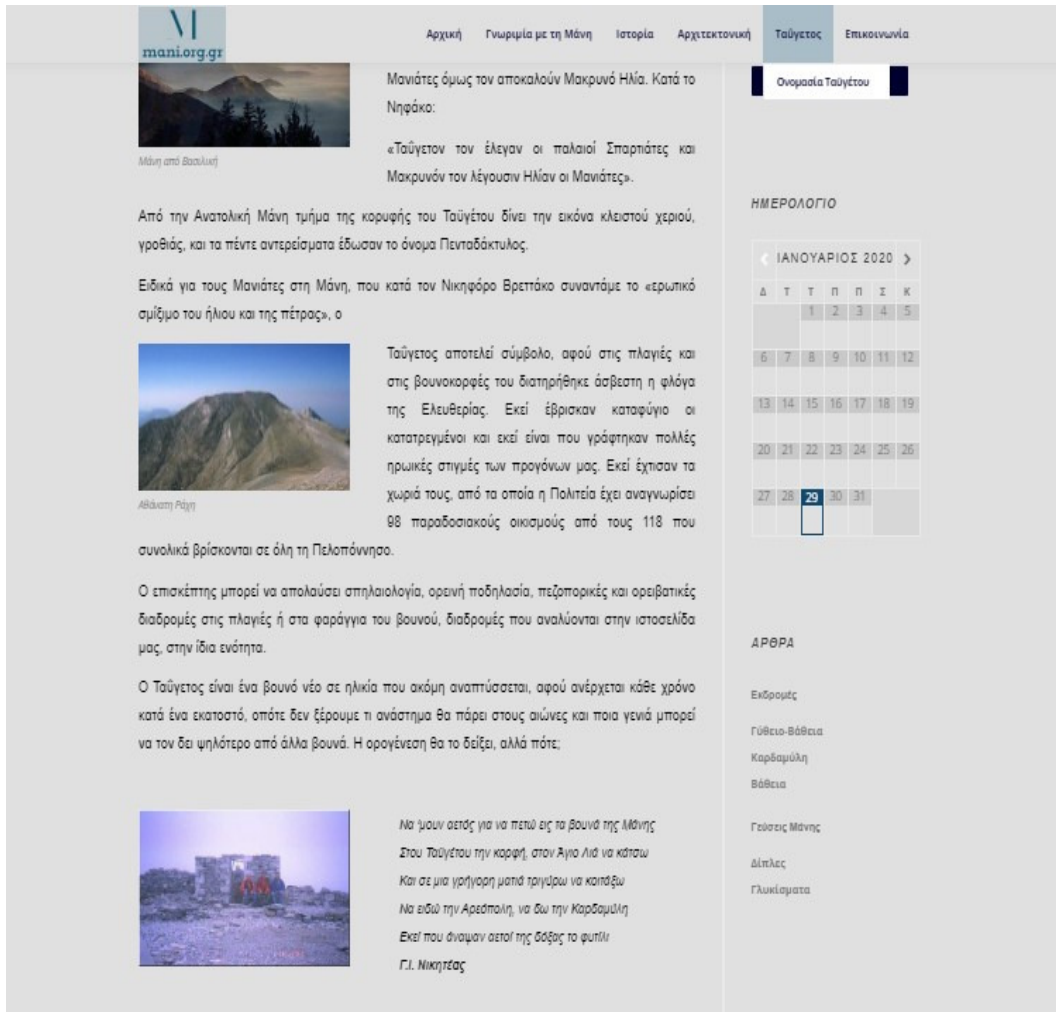 mani.org.gr
Αρχική Γνωριμία με τη Μάνη Ιστορία Αρχιτεκτονική Ταΰγετος Επικοινωνία
Ονομασία Ταϋγέτου
Μανιάτες όμως τον αποκαλούν Μακρυνό Ηλία. Κατά το
Νηφάκο:
«Ταΰγετον τον έλεγαν οι παλαιοί Σπαρτιάτες και
Μακρυνόν τον λέγουσιν Ηλίαν οι Μανιάτες».
Μάνη από Βασιλική
Από την Ανατολική Μάνη τμήμα της κορυφής του Ταϋγέτου δίνει την εικόνα κλειστού χεριού,
γροθιάς, και τα πέντε αντερείσματα έδωσαν το όνομα Πενταδάκτυλος.
Ειδικά για τους Μανιάτες στη Μάνη, που κατά τον Νικηφόρο Βρεττάκο συναντάμε το «ερωτικό
σμίξιμο του ήλιου και της πέτρας», ο
Ταΰγετος αποτελεί σύμβολο, αφού στις πλαγιές και
στις βουνοκορφές του διατηρήθηκε άσβεστη η φλόγα
της Ελευθερίας. Εκεί έβρισκαν καταφύγιο οι
κατατρεγμένοι και εκεί είναι που γράφτηκαν πολλές
ηρωικές στιγμές των προγόνων μας. Εκεί έχτισαν τα
χωριά τους, από τα οποία η Πολιτεία έχει αναγνωρίσει
98 παραδοσιακούς οικισμούς από τους 118 που
συνολικά βρίσκονται σε όλη τη Πελοπόννησο.
Αθάνατη Ράχη
Ο επισκέπτης μπορεί να απολαύσει σπηλαιολογία, ορεινή ποδηλασία, πεζοπορικές και ορειβατικές
διαδρομές στις πλαγιές ή στα φαράγγια του βουνού, διαδρομές που αναλύονται στην ιστοσελίδα
μας, στην ίδια ενότητα.
Ο Ταΰγετος είναι ένα βουνό νέο σε ηλικία που ακόμη αναπτύσσεται, αφού ανέρχεται κάθε χρόνο
κατά ένα εκατοστό, οπότε δεν ξέρουμε τι ανάστημα θα πάρει στους αιώνες και ποια γενιά μπορεί
να τον δει ψηλότερο από άλλα βουνά. Η ορογένεση θα το δείξει, αλλά πότε;
Να 'μουν αετός για να πετώ εις τα βουνά της Μάνης
Στου Ταΰγέτου την κορφή, στον Άγιο Λιά να κάτσω
Και σε μια γρήγορη ματιά τριγύρω να κοιτάξω
Να ειδώ την Αρεόπολη, να δω την Καρδαμύλη
Εκεί που άναψαν αετοί της δόξας το φυτίλι
Γ.Ι. Νικητέας
ΗΜΕΡΟΛΟΓΙΟ
ΙΑΝΟΥΑΡΙΟΣ 2020
Δ Τ Τ Π Π Σ Κ
1 2 3 4 5
6 7 8 9 10 11 12
13 14 15 16 17 18 19
20 21 22 23 24 25 26
27 28 29 30 31
ΑΡΘΡΑ
Εκδρομές
Γύθειο-Βάθεια
Καρδαμύλη
Βάθεια
Γεύσεις Μάνης
Δίπλες
Γλυκίσματα